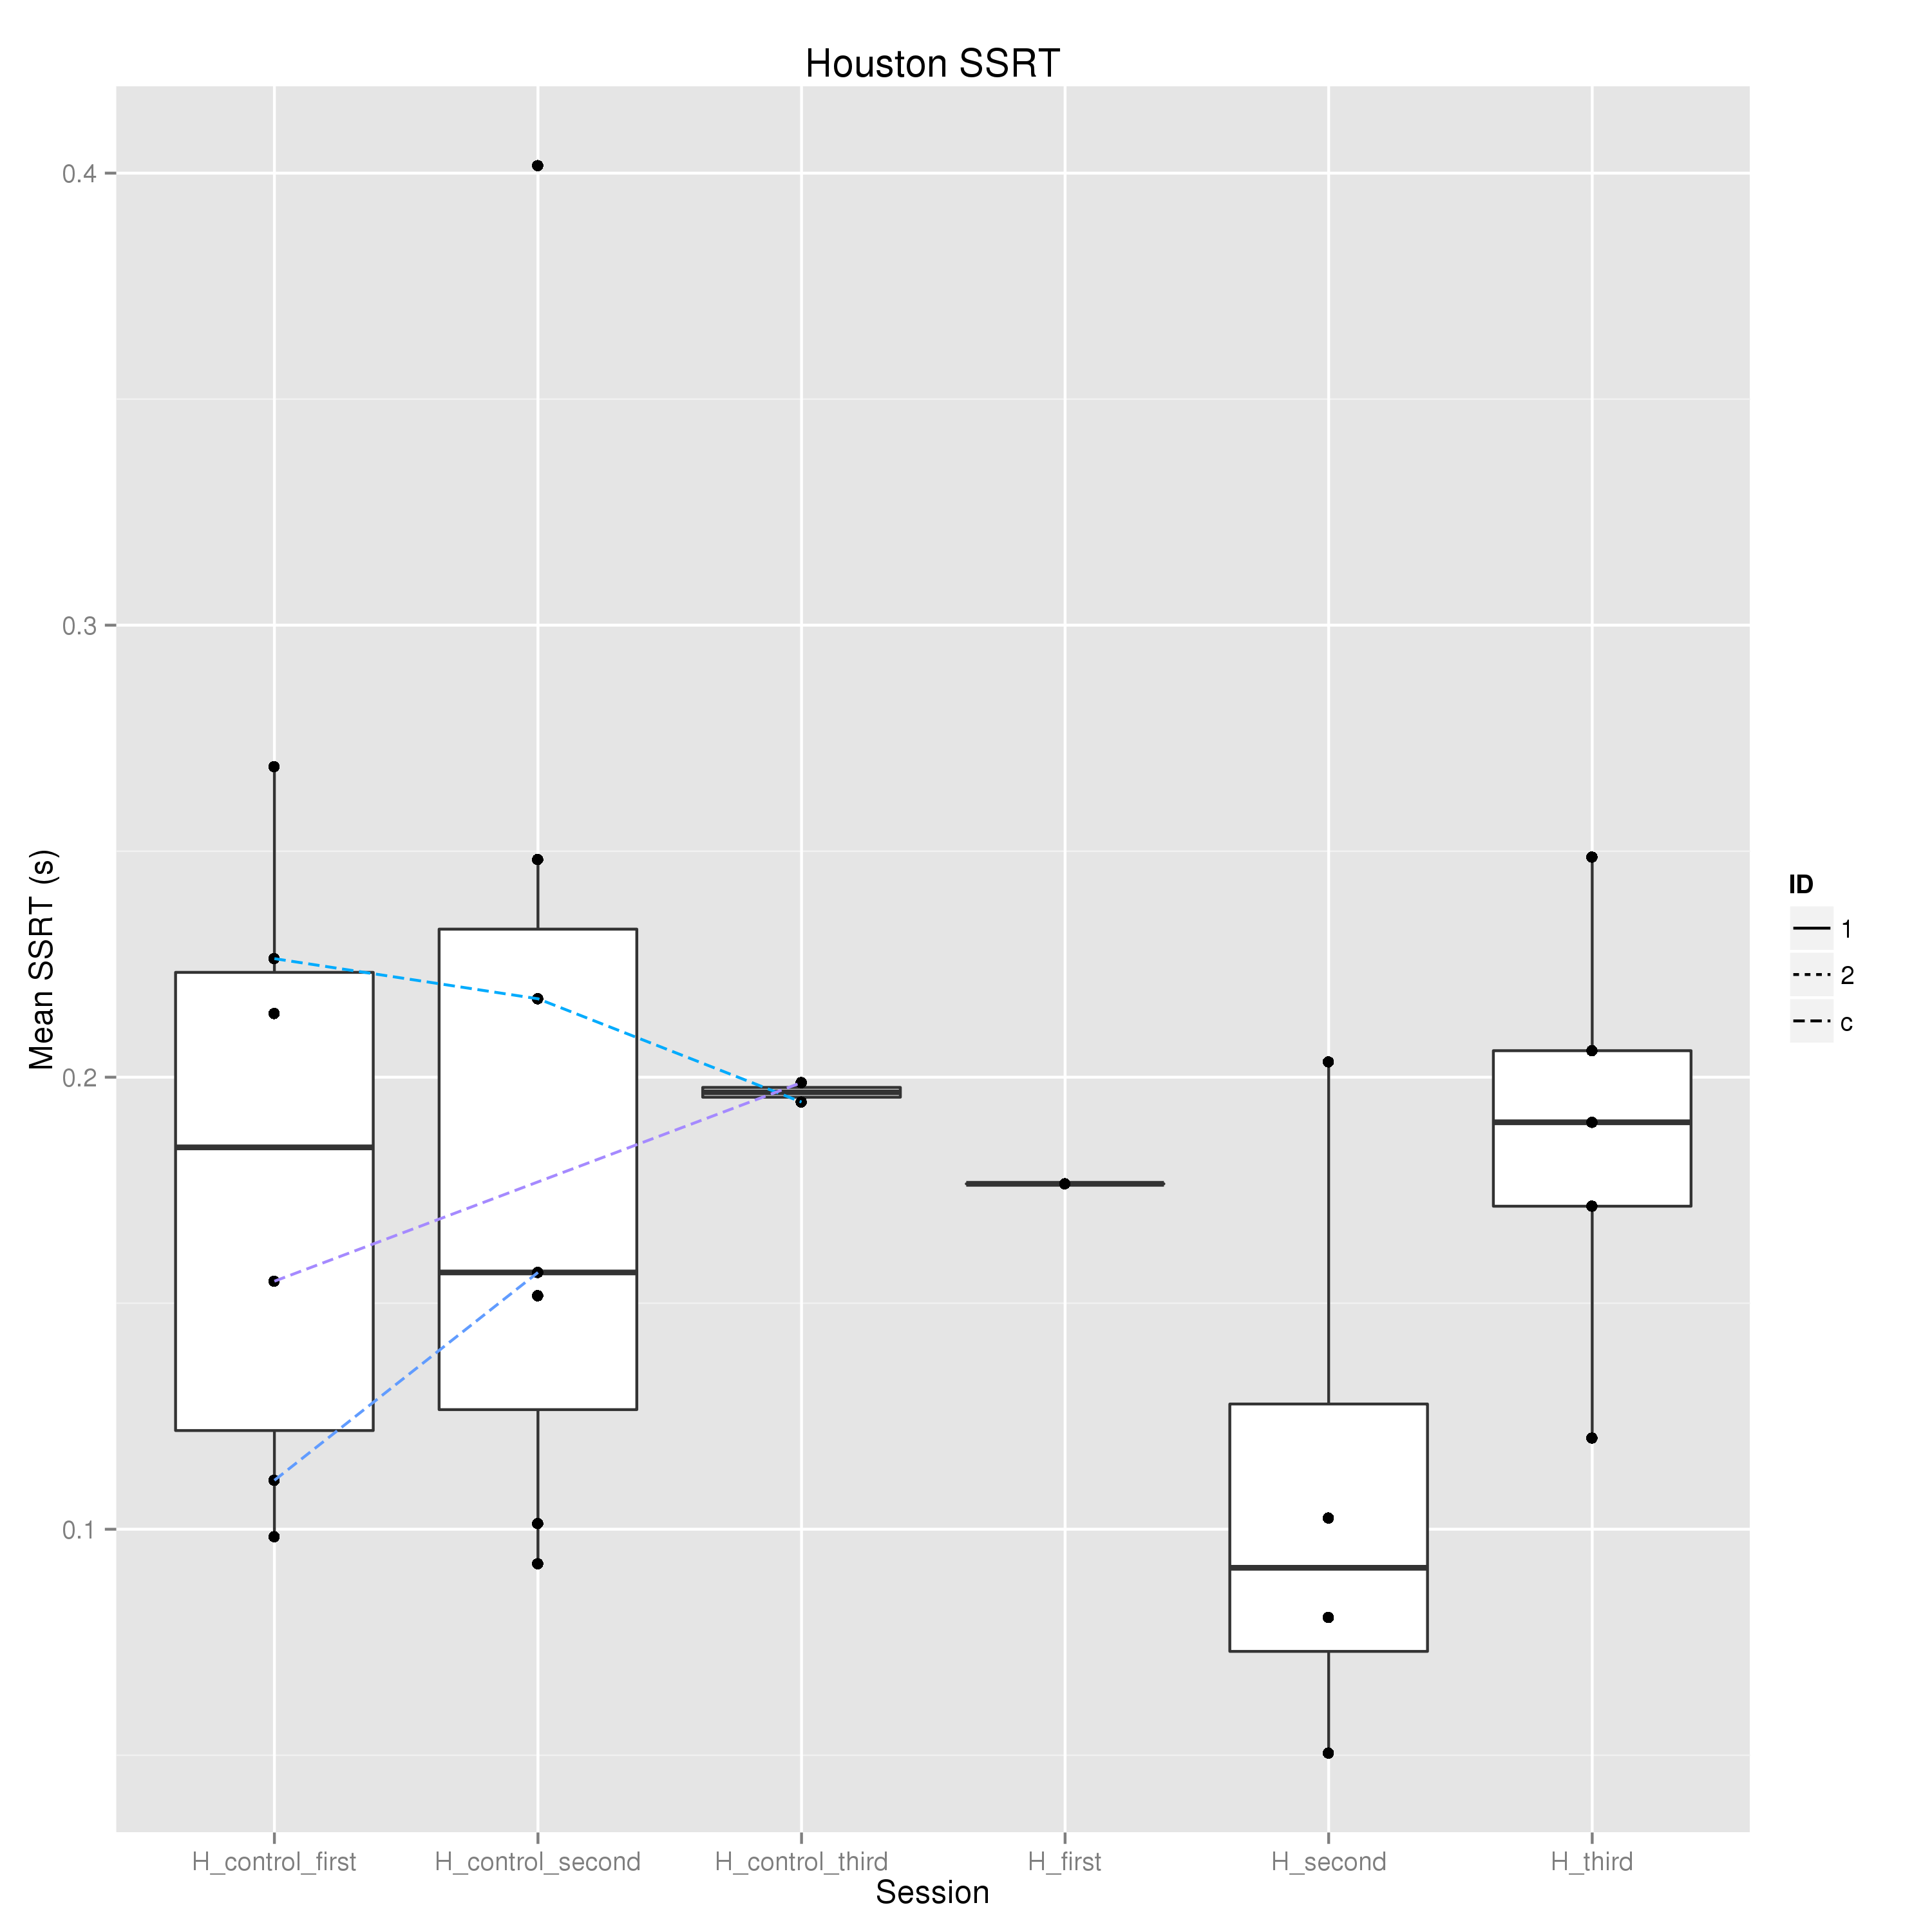 Houston SSRT
0.4
0.3
0.2
0.1
Mean SSRT (s)
H_control_first
H_control_second
H_control_third
H_first
H_second
H_third
Session
ID
1
2
c